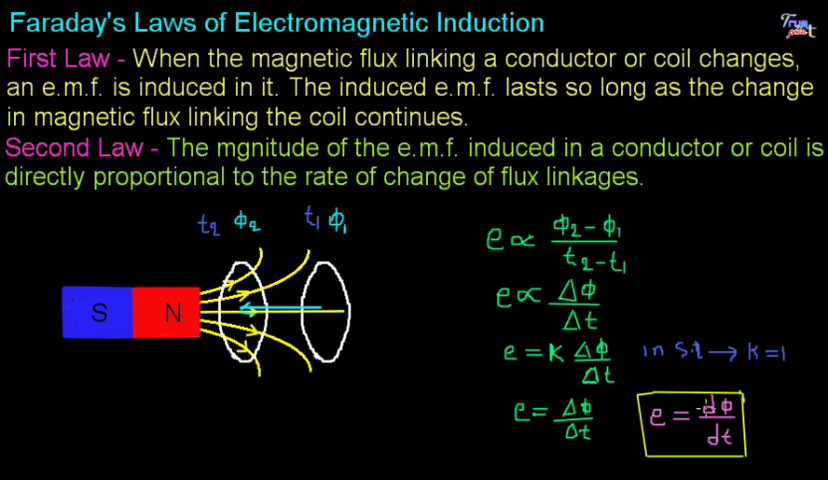 Faraday's Laws of Electromagnetic Induction
First Law - When the magnetic flux linking a conductor or coil changes,
an e.m.f. is induced in it. The induced e.m.f. lasts so long as the change
in magnetic flux linking the coil continues.
Second Law - The mgnitude of the e.m.f. induced in a conductor or coil is
directly proportional to the rate of change of flux linkages.
t₂ ϕ₂ t₁ ϕ₁
S N
e ∝ ϕ₂ - ϕ₁ / t₂ - t₁
e ∝ Δϕ / Δt
e = K Δϕ / Δt in S.I → K = 1
e = Δϕ / Δt
e = -dϕ / dt